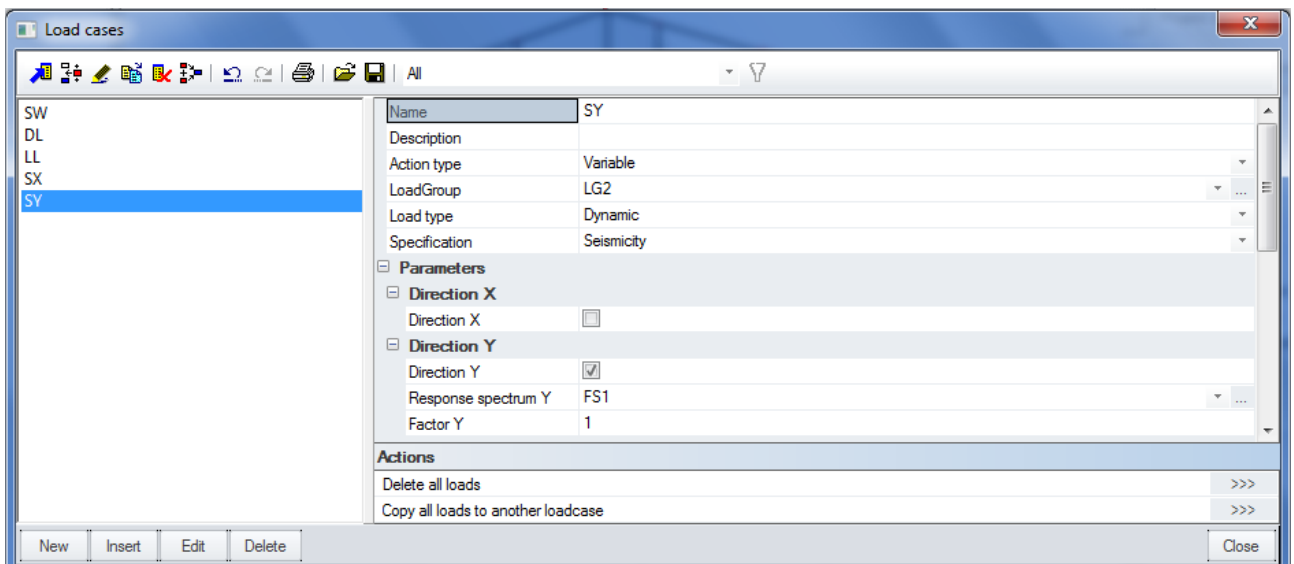 Load cases
All
SW
DL
LL
SX
SY
Name SY
Description
Action type Variable
LoadGroup LG2 ...
Load type Dynamic
Specification Seismicity
Parameters
Direction X
Direction X
Direction Y
Direction Y
Response spectrum Y FS1 ...
Factor Y 1
Actions
Delete all loads >>>
Copy all loads to another loadcase >>>
New Insert Edit Delete Close